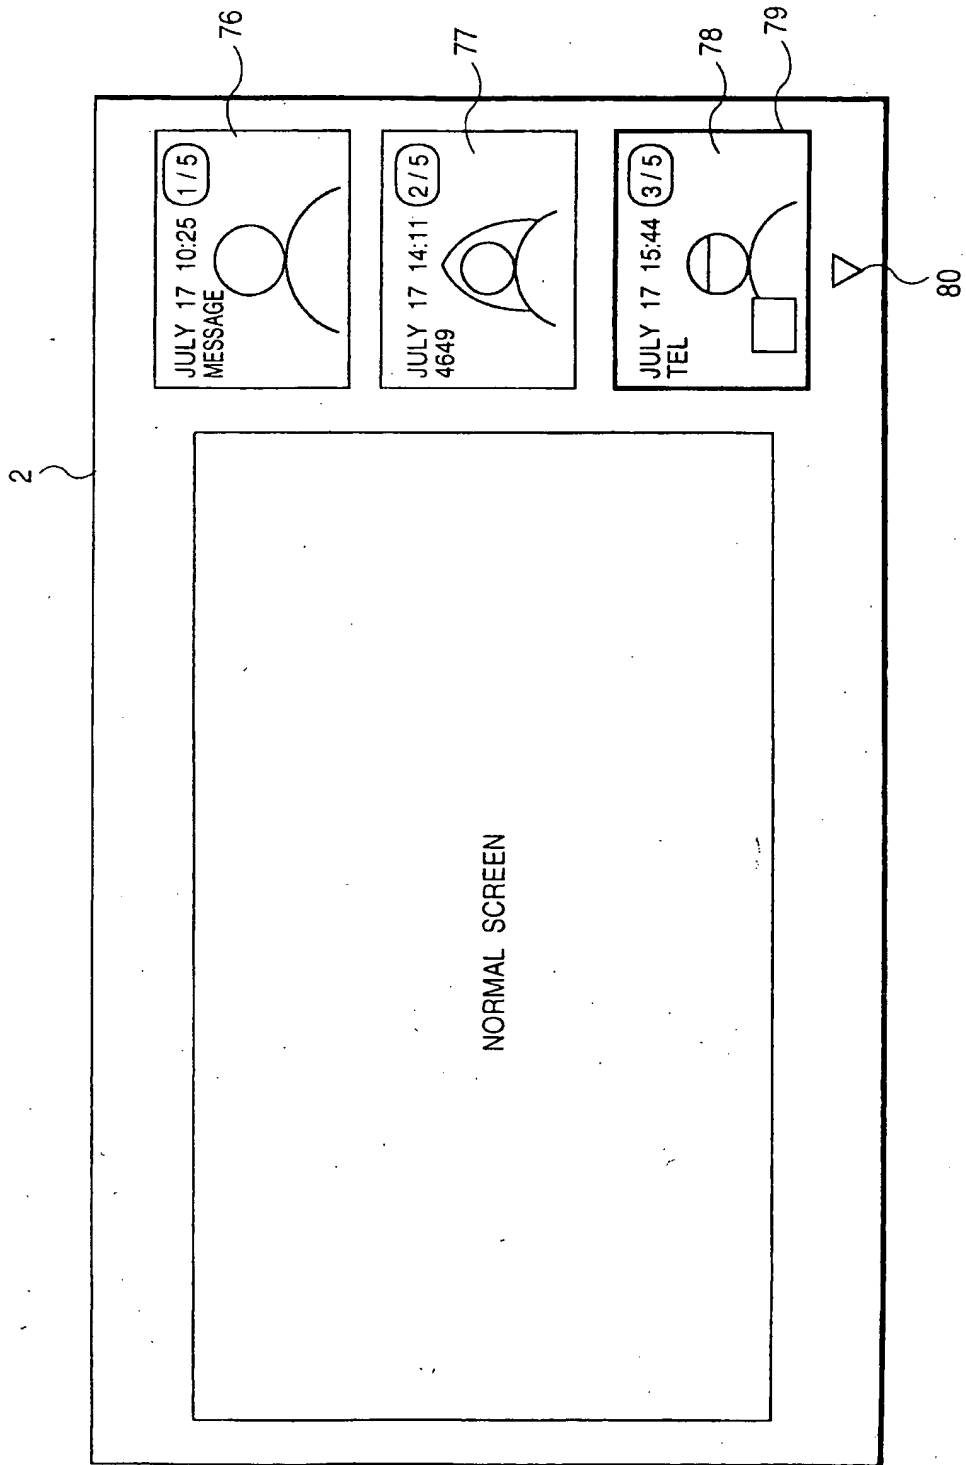 2
NORMAL SCREEN
JULY 17 10:25 1/5
MESSAGE
76
JULY 17 14:11 2/5
4649
77
JULY 17 15:44 3/5
TEL
78
79
80